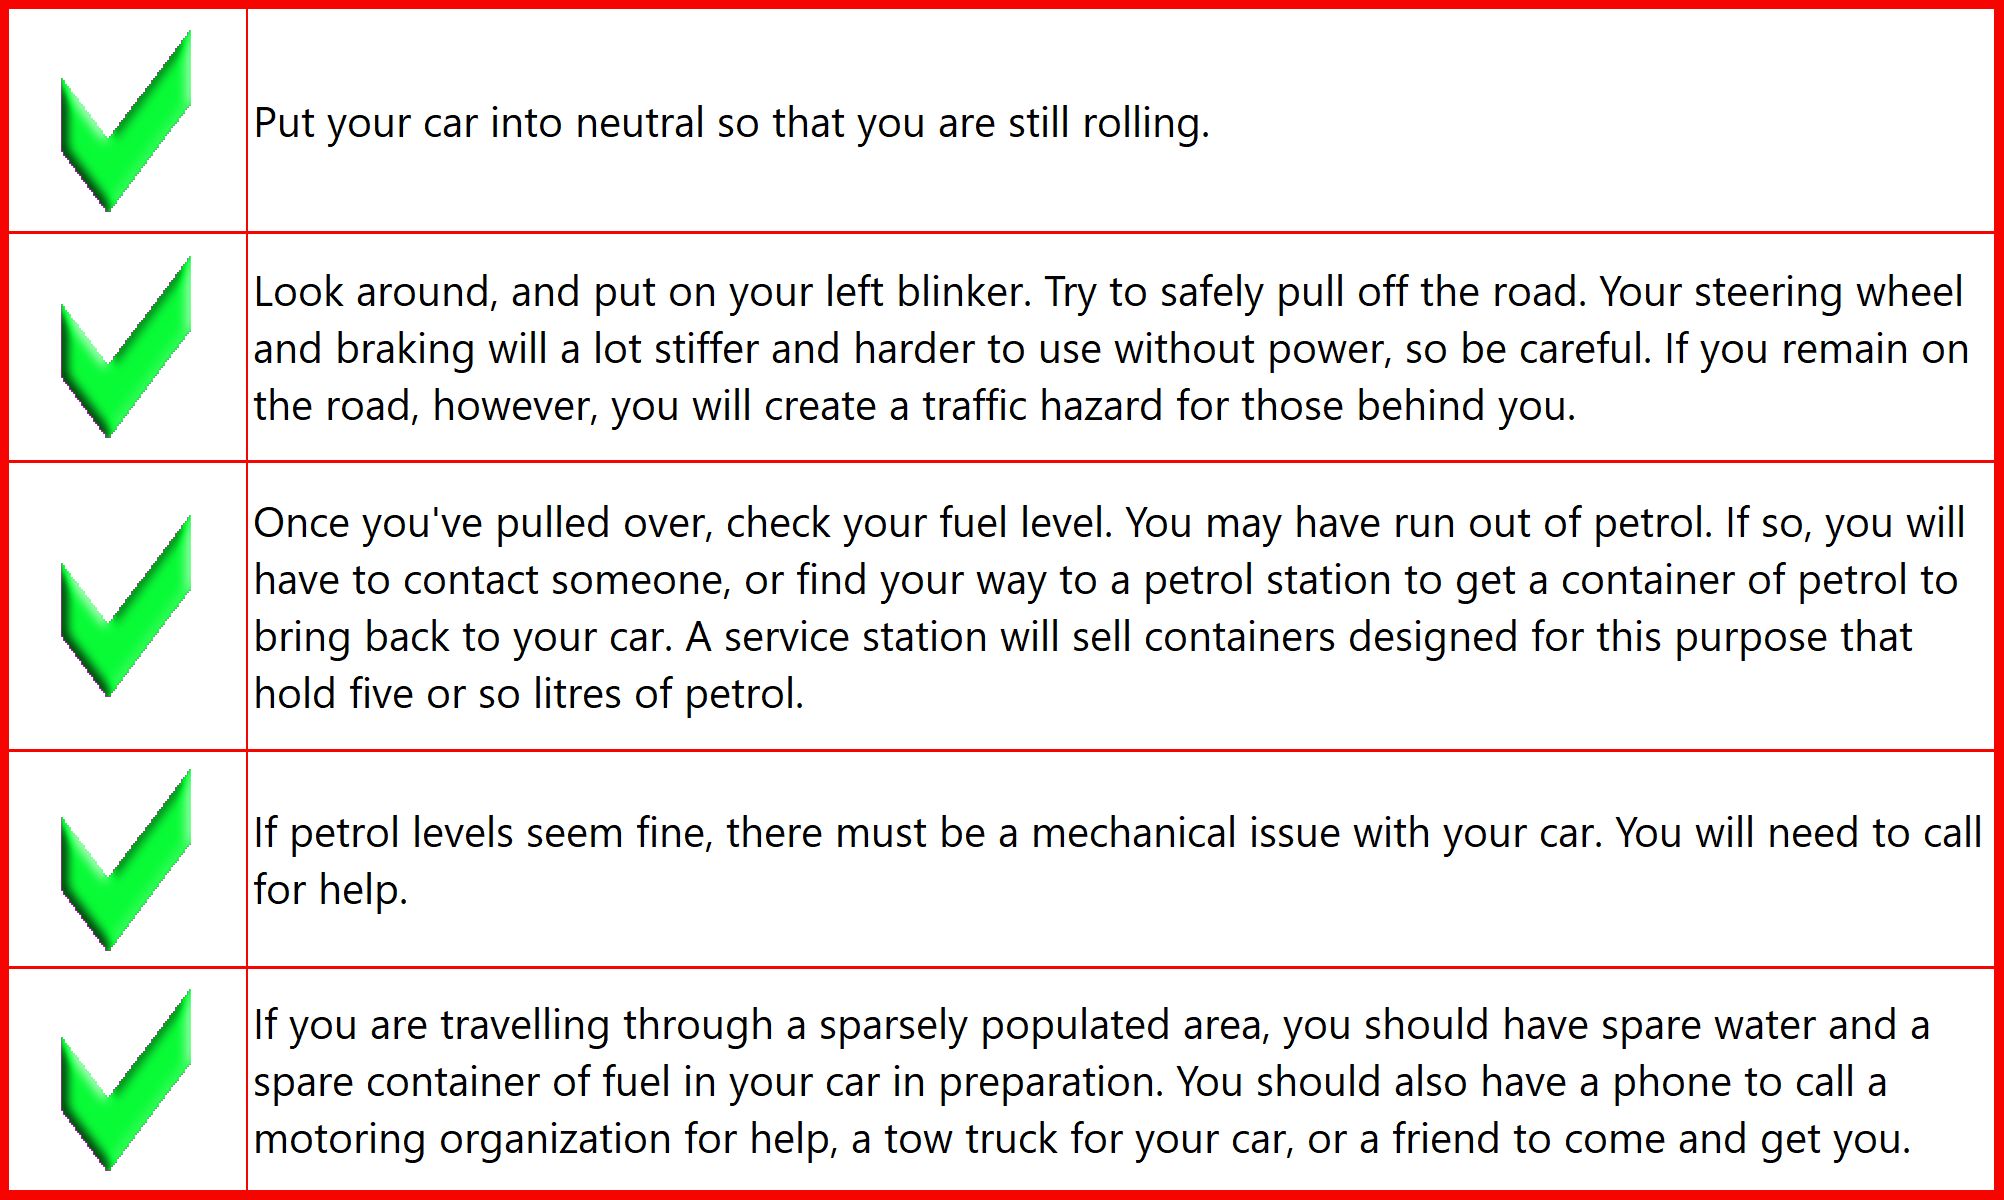 Put your car into neutral so that you are still rolling.
Look around, and put on your left blinker. Try to safely pull off the road. Your steering wheel
and braking will a lot stiffer and harder to use without power, so be careful. If you remain on
the road, however, you will create a traffic hazard for those behind you.
Once you've pulled over, check your fuel level. You may have run out of petrol. If so, you will
have to contact someone, or find your way to a petrol station to get a container of petrol to
bring back to your car. A service station will sell containers designed for this purpose that
hold five or so litres of petrol.
If petrol levels seem fine, there must be a mechanical issue with your car. You will need to call
for help.
If you are travelling through a sparsely populated area, you should have spare water and a
spare container of fuel in your car in preparation. You should also have a phone to call a
motoring organization for help, a tow truck for your car, or a friend to come and get you.